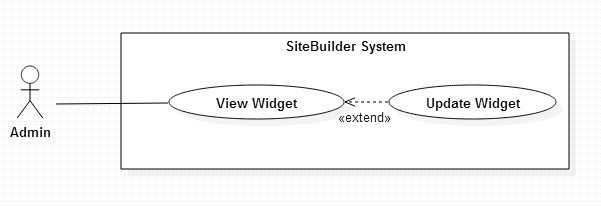 SiteBuilder System
View Widget
Update Widget
«extend»
Admin